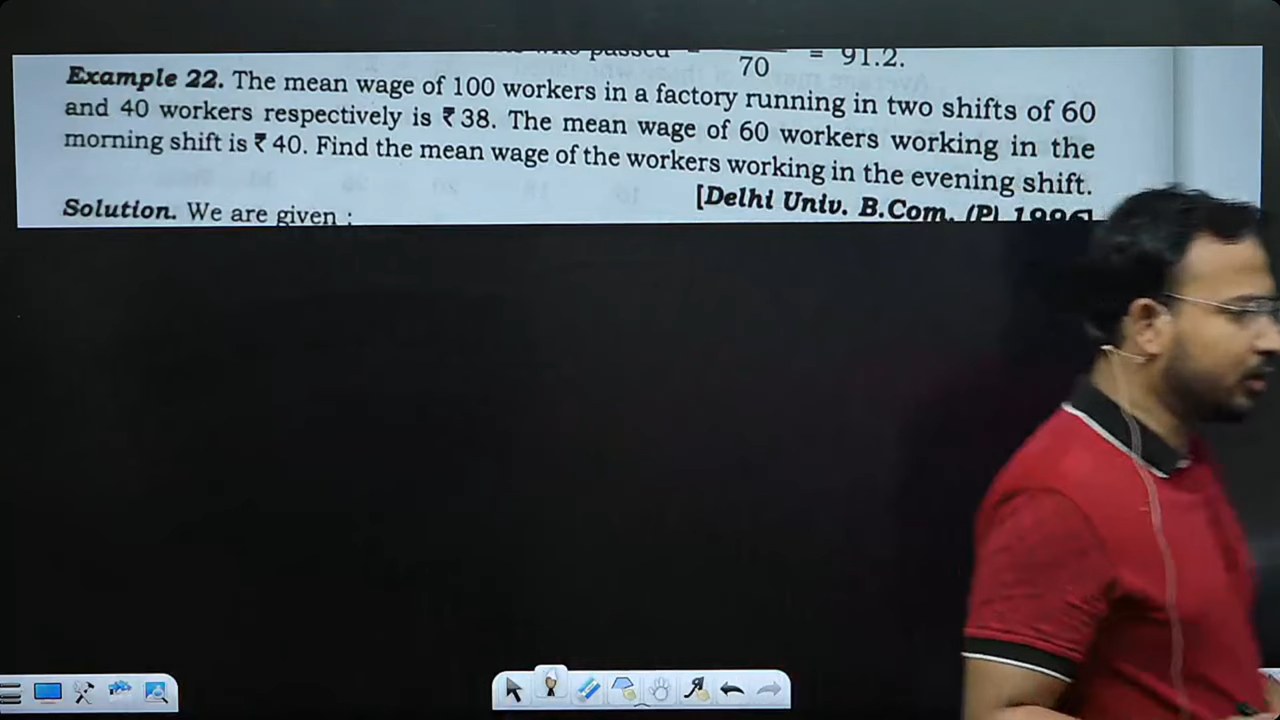 passed = 70 = 91.2.
Example 22. The mean wage of 100 workers in a factory running in two shifts of 60
and 40 workers respectively is ₹ 38. The mean wage of 60 workers working in the
morning shift is ₹ 40. Find the mean wage of the workers working in the evening shift.
[Delhi Univ. B.Com. (P) 1996]
Solution. We are given :